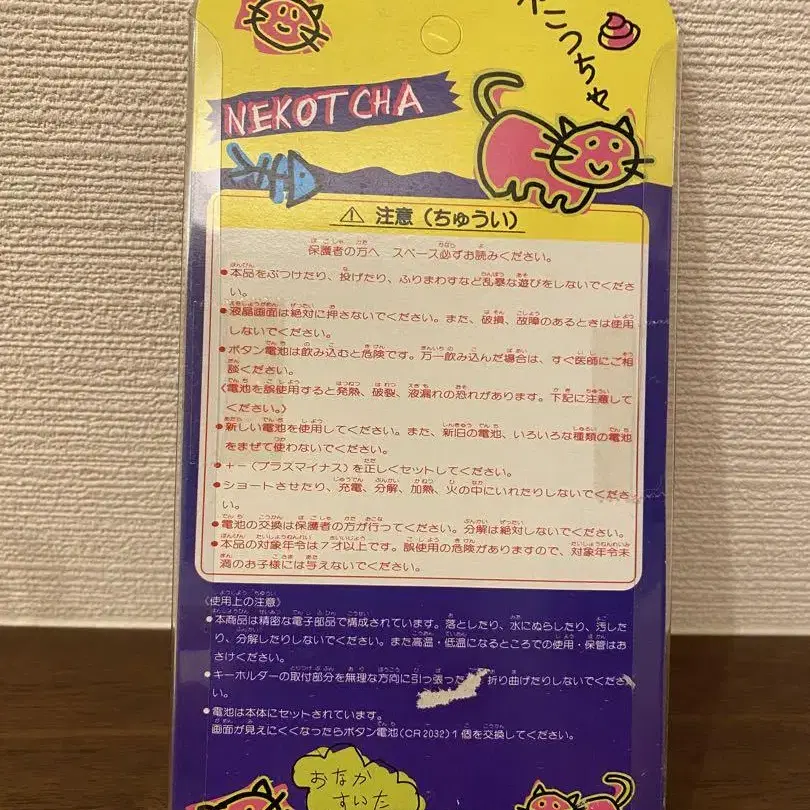 ねこっちゃ
NEKOTCHA
⚠ 注意(ちゅうい)
保護者の方へ スペース必ずお読みください。
●本品をぶつけたり、投げたり、ふりまわすなど乱暴な遊びをしないでくださ
い。
●液晶画面は絶対に押さないでください。また、破損、故障のあるときは使用
しないでください。
●ボタン電池は飲み込むと危険です。万一飲み込んだ場合は、すぐ医師にご相
談ください。
《電池を誤使用すると発熱、破裂、液漏れの恐れがあります。下記に注意して
ください。》
●新しい電池を使用してください。また、新旧の電池、いろいろな種類の電池
をまぜて使わないでください。
●+-(プラスマイナス)を正しくセットしてください。
●ショートさせたり、充電、分解、加熱、火の中にいれたりしないでくださ
い。
●電池の交換は保護者の方が行ってください。分解は絶対しないでください。
●本品の対象年令は7才以上です。誤使用の危険がありますので、対象年令未
満のお子様には与えないでください。
《使用上の注意》
●本商品は精密な電子部品で構成されています。落としたり、水にぬらしたり、汚した
り、分解したりしないでください。また高温・低温になるところでの使用・保管はお
さけください。
●キーホルダーの取付部分を無理な方向に引っ張った 折り曲げたりしないでくださ
い。
●電池は本体にセットされています。
画面が見えにくくなったらボタン電池(CR2032)1個を交換してください。
おなか
すいた